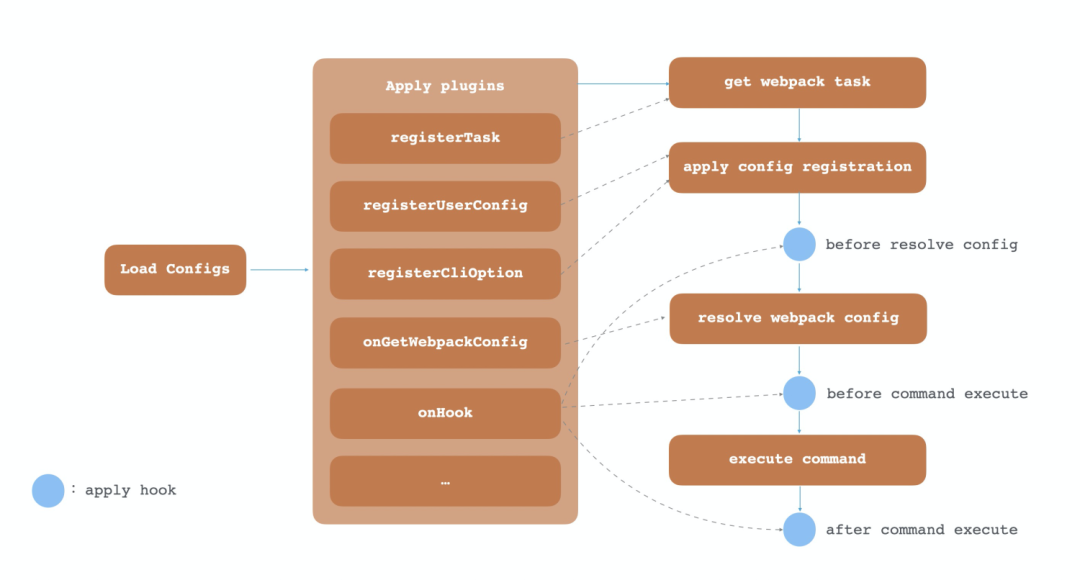 Load Configs
Apply plugins
registerTask
registerUserConfig
registerCliOption
onGetWebpackConfig
onHook
…
get webpack task
apply config registration
before resolve config
resolve webpack config
before command execute
execute command
after command execute
: apply hook